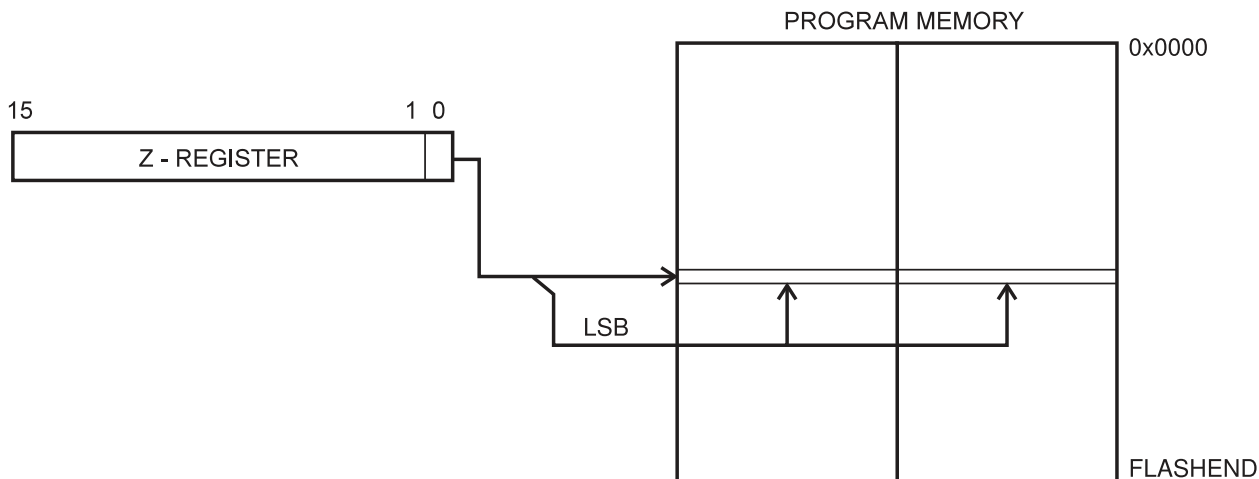 PROGRAM MEMORY
0x0000
15 1 0
Z - REGISTER
LSB
FLASHEND